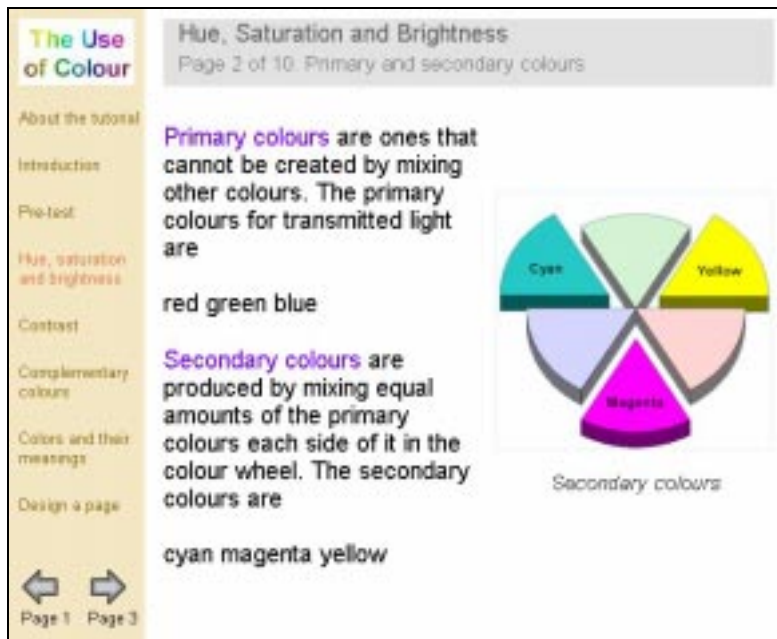 The Use
of Colour
About the tutorial
Introduction
Pre-test
Hue, saturation
and brightness
Contrast
Complementary
colours
Colors and their
meanings
Design a page
Page 1 Page 3
Hue, Saturation and Brightness
Page 2 of 10: Primary and secondary colours
Primary colours are ones that
cannot be created by mixing
other colours. The primary
colours for transmitted light
are
red green blue
Secondary colours are
produced by mixing equal
amounts of the primary
colours each side of it in the
colour wheel. The secondary
colours are
cyan magenta yellow
Cyan
Yellow
Magenta
Secondary colours